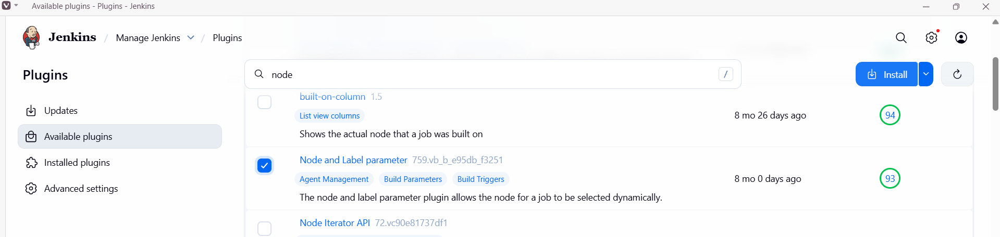 Available plugins - Plugins - Jenkins
Jenkins / Manage Jenkins / Plugins
Plugins
node
/
Install
Updates
Available plugins
Installed plugins
Advanced settings
built-on-column 1.5
List view columns
8 mo 26 days ago
94
Shows the actual node that a job was built on
Node and Label parameter 759.vb_b_e95db_f3251
Agent Management Build Parameters Build Triggers
8 mo 0 days ago
93
The node and label parameter plugin allows the node for a job to be selected dynamically.
Node Iterator API 72.vc90e81737df1